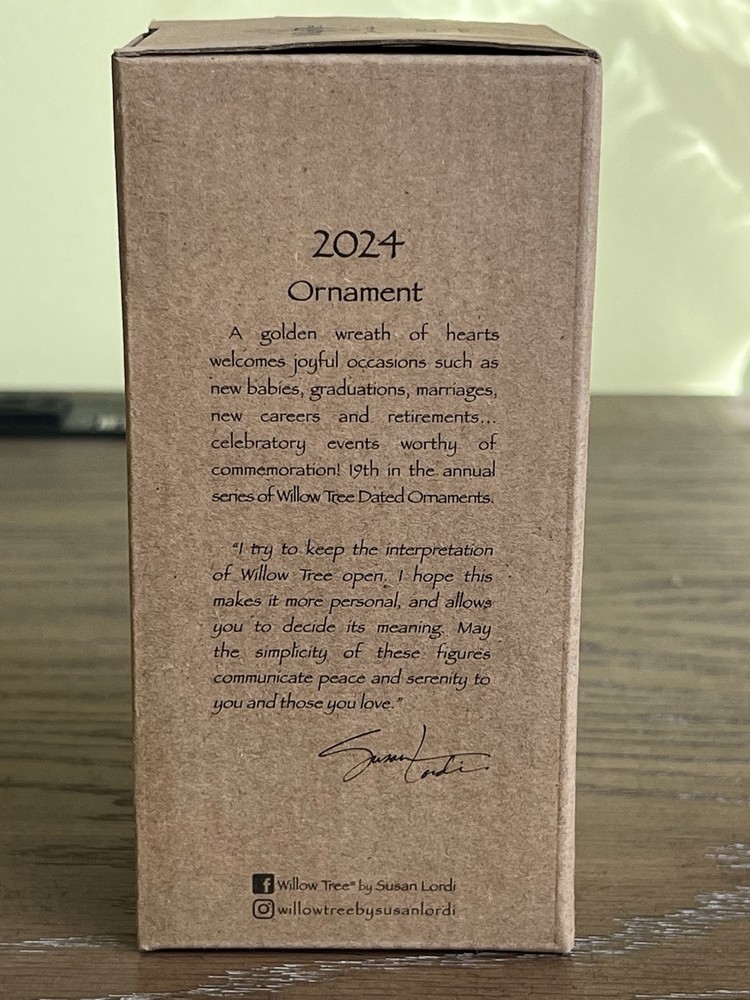 2024
Ornament
A golden wreath of hearts
welcomes joyful occasions such as
new babies, graduations, marriages,
new careers and retirements...
celebratory events worthy of
commemoration! 19th in the annual
series of Willow Tree Dated Ornaments.
"I try to keep the interpretation
of Willow Tree open. I hope this
makes it more personal, and allows
you to decide its meaning. May
the simplicity of these figures
communicate peace and serenity to
you and those you love."
Susan Lordi
Willow Tree® by Susan Lordi
willowtreebysusanlordi